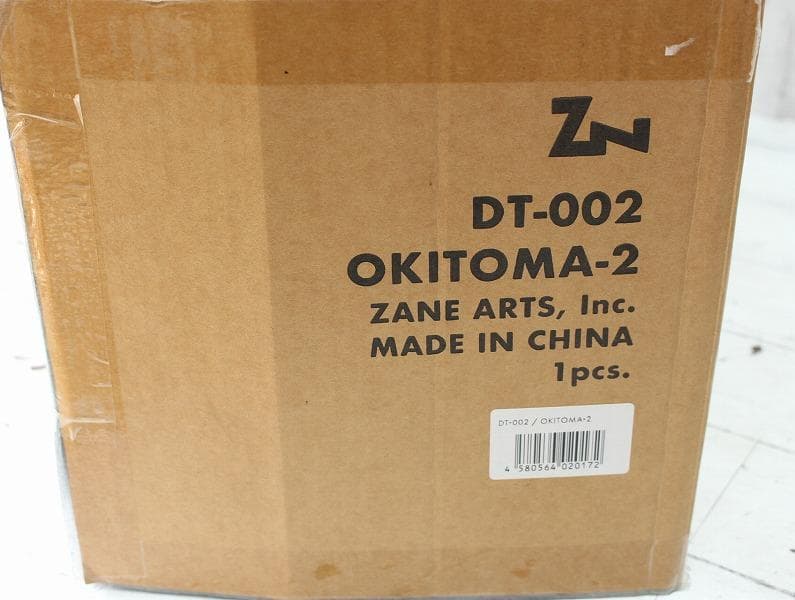 ZN
DT-002
OKITOMA-2
ZANE ARTS, Inc.
MADE IN CHINA
1pcs.
DT-002 / OKITOMA-2
4 580564 020172